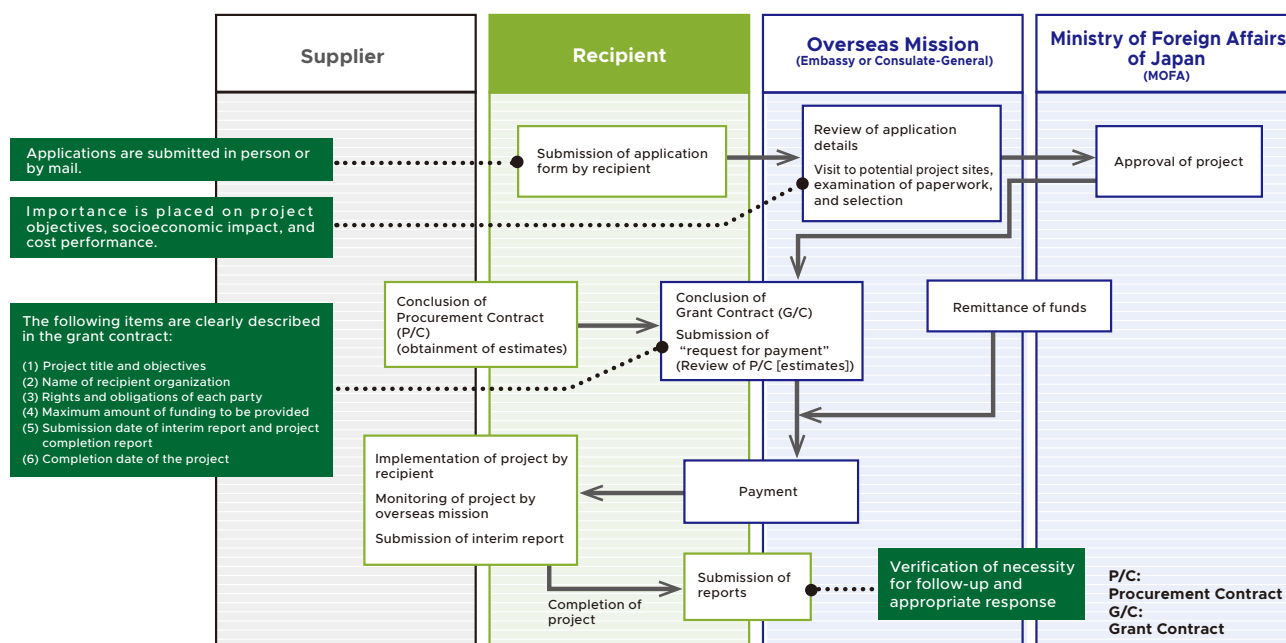 Supplier
Recipient
Overseas Mission
(Embassy or Consulate-General)
Ministry of Foreign Affairs
of Japan
(MOFA)
Applications are submitted in person or
by mail.
Submission of application
form by recipient
Review of application
details
Visit to potential project sites,
examination of paperwork,
and selection
Approval of project
Importance is placed on project
objectives, socioeconomic impact, and
cost performance.
The following items are clearly described
in the grant contract:
(1) Project title and objectives
(2) Name of recipient organization
(3) Rights and obligations of each party
(4) Maximum amount of funding to be provided
(5) Submission date of interim report and project
completion report
(6) Completion date of the project
Conclusion of
Procurement Contract
(P/C)
(obtainment of estimates)
Conclusion of
Grant Contract (G/C)
Submission of
"request for payment"
(Review of P/C [estimates])
Remittance of funds
Implementation of project by
recipient
Monitoring of project by
overseas mission
Submission of interim report
Payment
Completion of
project
Submission of
reports
Verification of necessity
for follow-up and
appropriate response
P/C:
Procurement Contract
G/C:
Grant Contract